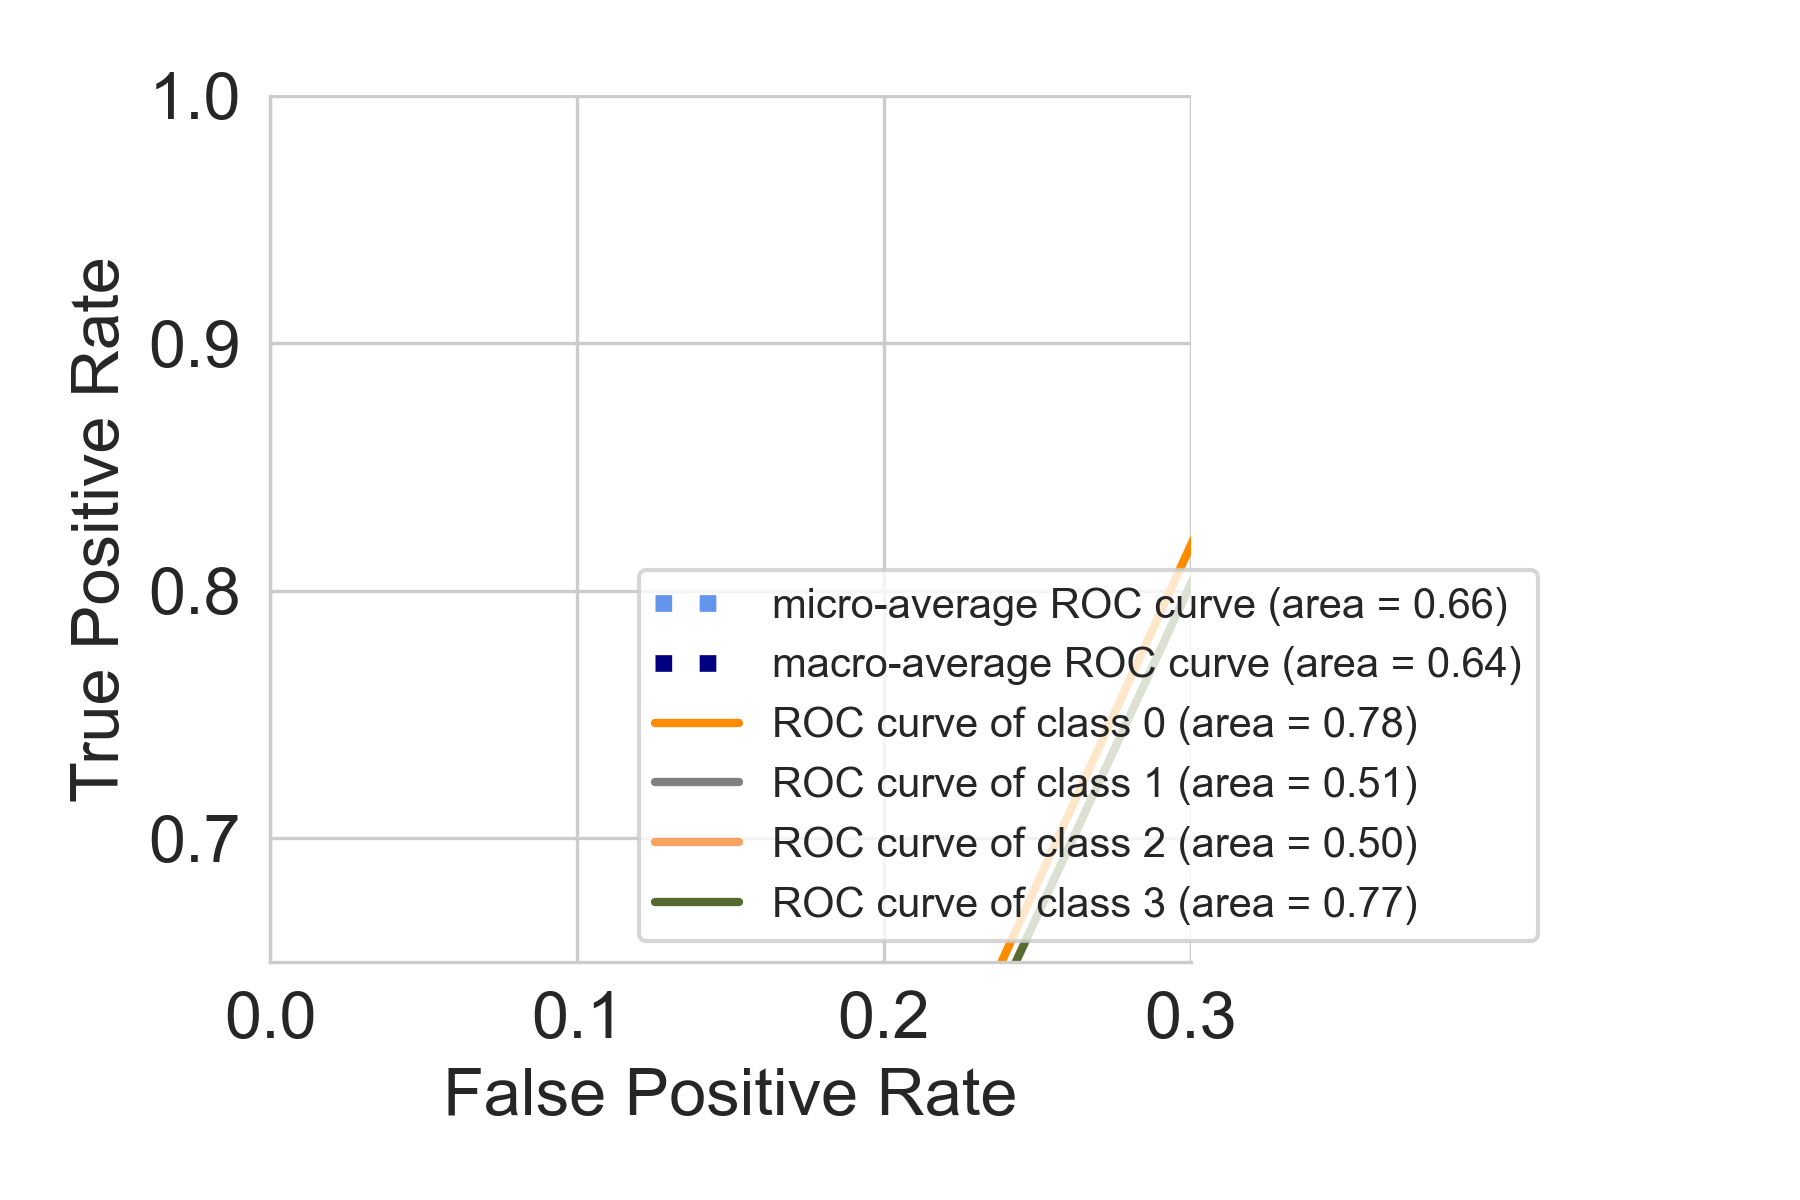 True Positive Rate
1.0
0.9
0.8
0.7
micro-average ROC curve (area = 0.66)
macro-average ROC curve (area = 0.64)
ROC curve of class 0 (area = 0.78)
ROC curve of class 1 (area = 0.51)
ROC curve of class 2 (area = 0.50)
ROC curve of class 3 (area = 0.77)
0.0 0.1 0.2 0.3
False Positive Rate